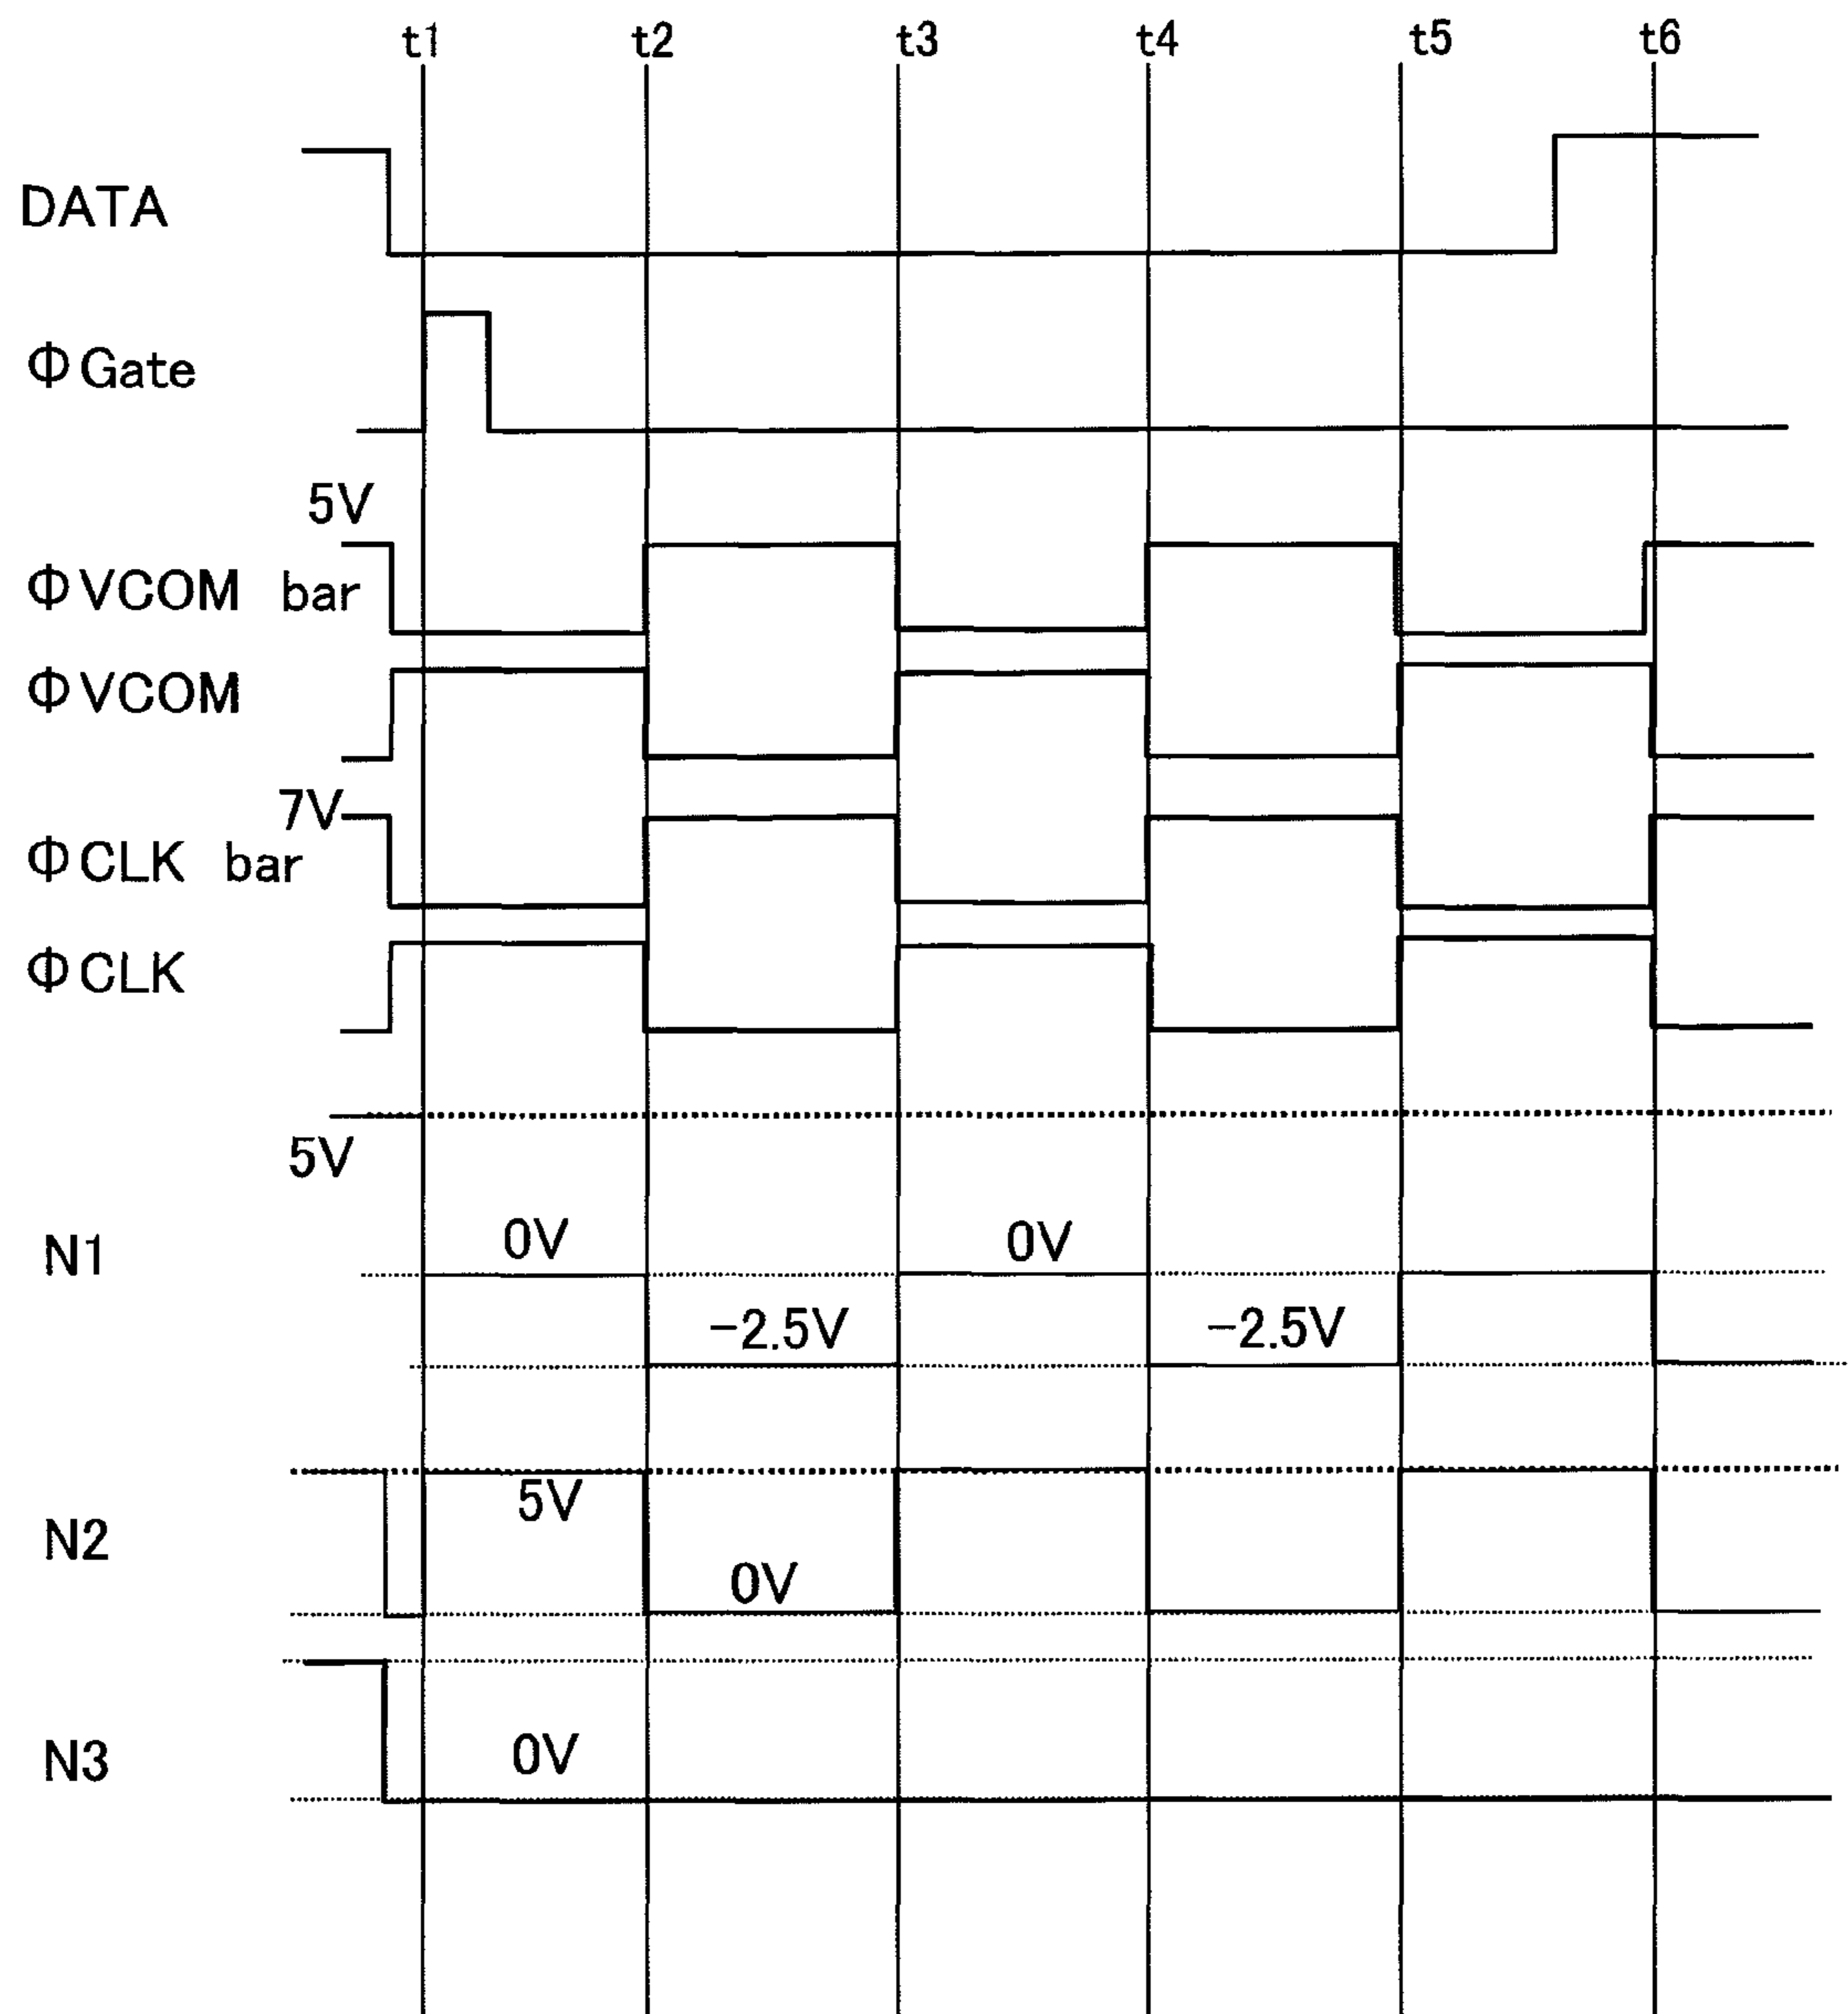 t1 t2 t3 t4 t5 t6
DATA
ΦGate
5V
ΦVCOM bar
ΦVCOM
7V
ΦCLK bar
ΦCLK
5V
N1 0V 0V
-2.5V -2.5V
N2 5V
0V
N3 0V